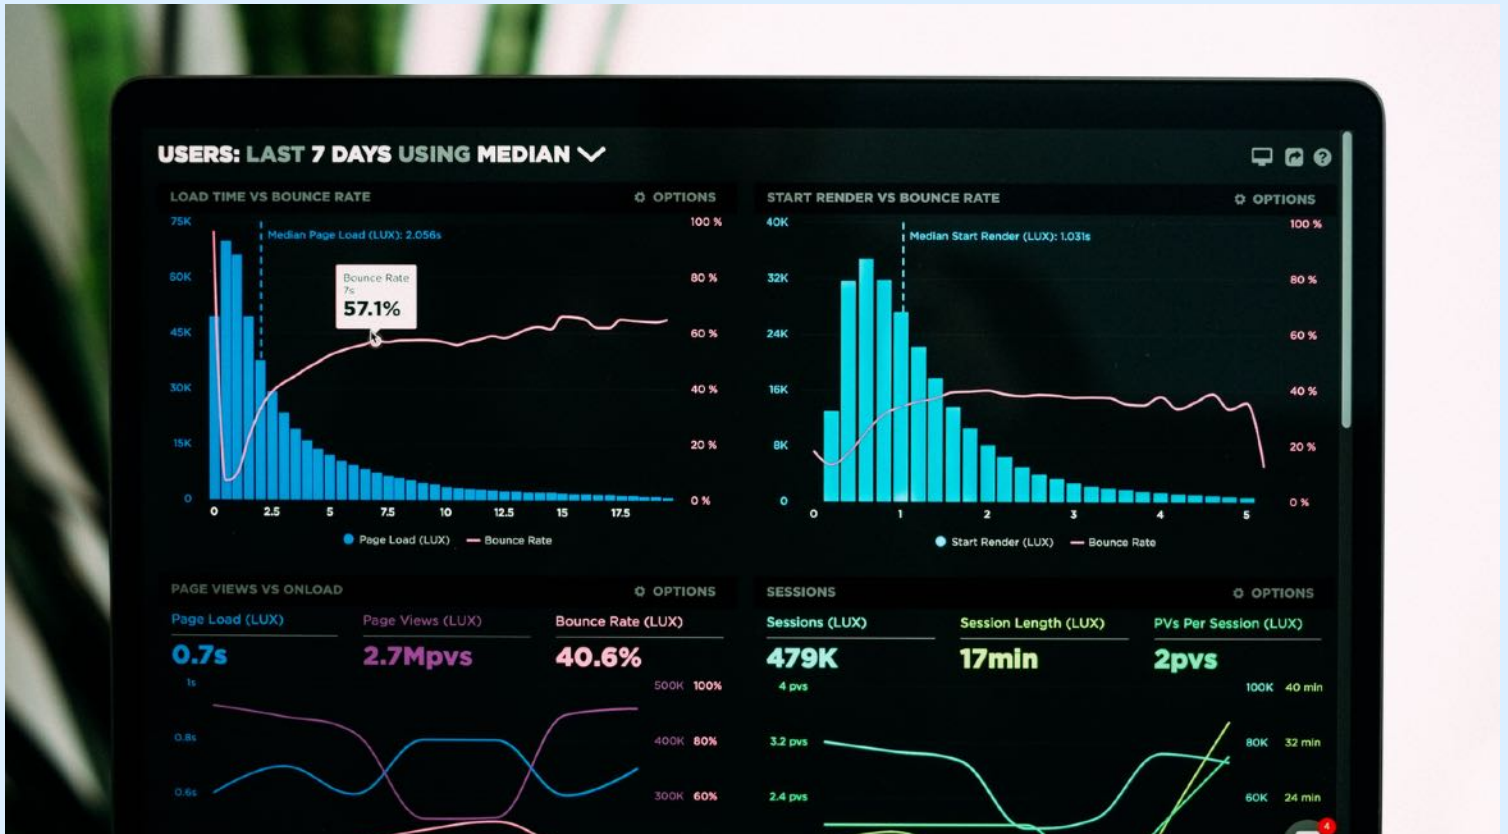 USERS: LAST 7 DAYS USING MEDIAN
LOAD TIME VS BOUNCE RATE
OPTIONS
75K
60K
45K
30K
15K
0
Median Page Load (LUX): 2.056s
Bounce Rate
7s
57.1%
100 %
80 %
60 %
40 %
20 %
0 %
0 2.5 5 7.5 10 12.5 15 17.5
Page Load (LUX) Bounce Rate
START RENDER VS BOUNCE RATE
OPTIONS
40K
32K
24K
16K
8K
0
Median Start Render (LUX): 1.031s
100 %
80 %
60 %
40 %
20 %
0 %
0 1 2 3 4 5
Start Render (LUX) Bounce Rate
PAGE VIEWS VS ONLOAD
OPTIONS
Page Load (LUX) Page Views (LUX) Bounce Rate (LUX)
0.7s 2.7Mpvs 40.6%
1s 500K 100%
0.8s 400K 80%
0.6s 300K 60%
SESSIONS
OPTIONS
Sessions (LUX) Session Length (LUX) PVs Per Session (LUX)
479K 17min 2pvs
4 pvs 100K 40 min
3.2 pvs 80K 32 min
2.4 pvs 60K 24 min
4